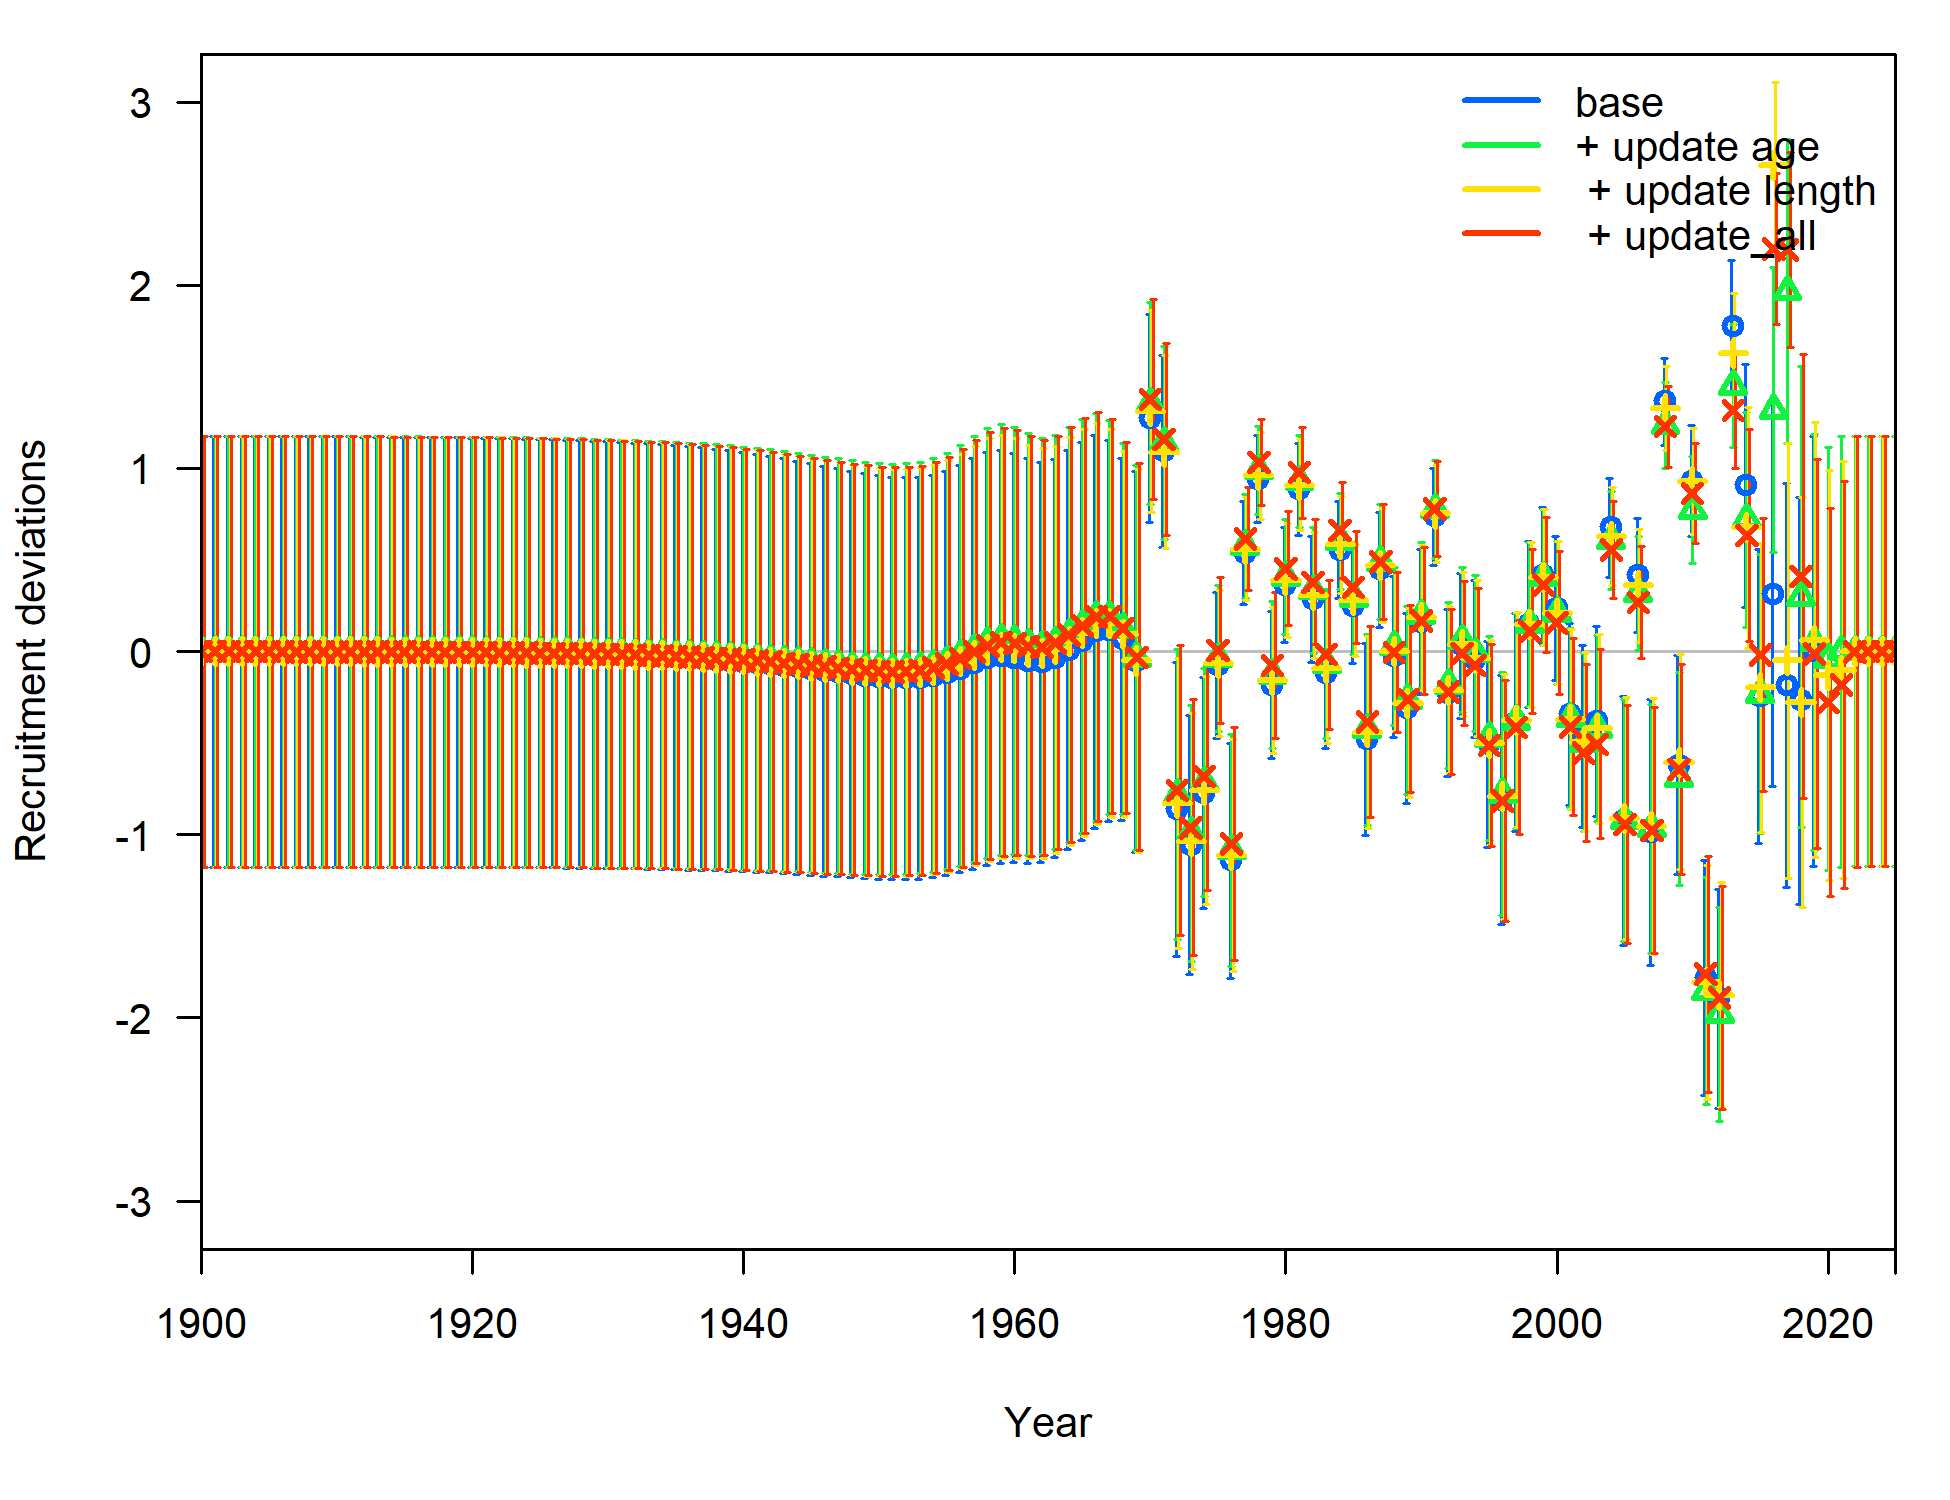 3
2
1
0
-1
-2
-3
Recruitment deviations
base
+ update age
+ update length
+ update_all
1900 1920 1940 1960 1980 2000 2020
Year